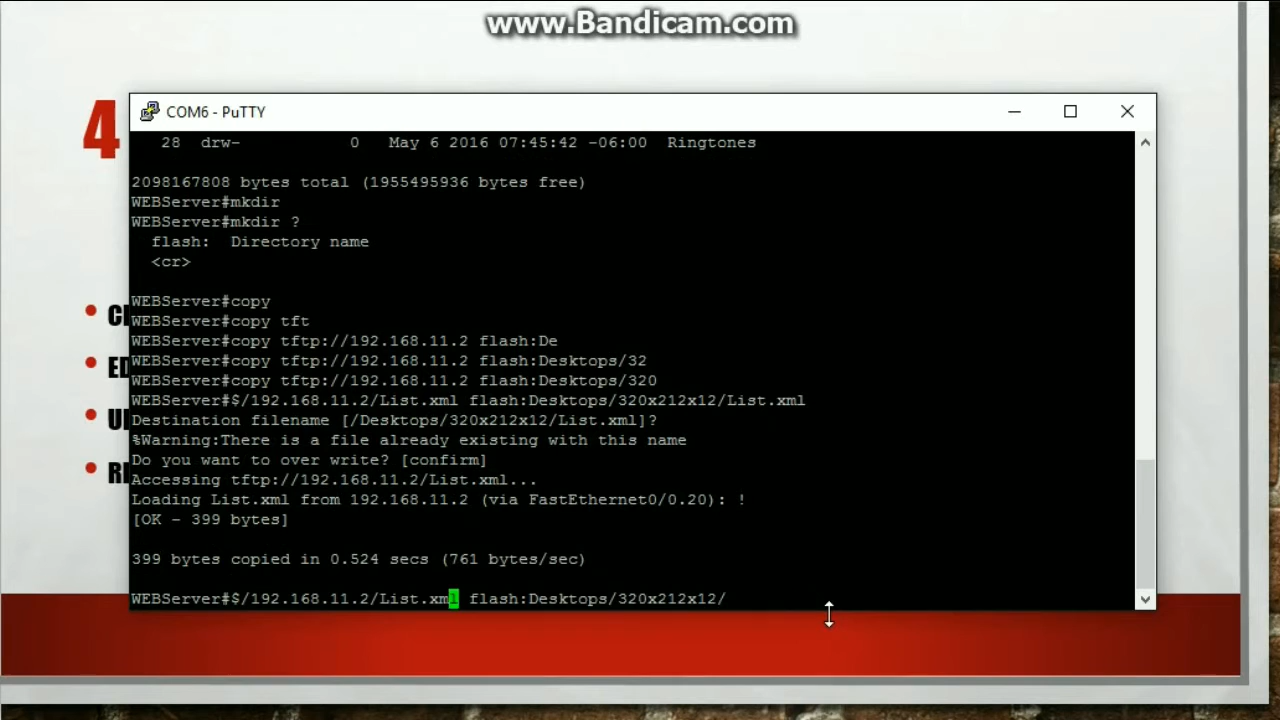 www.Bandicam.com
4
COM6 - PuTTY
28 drw- 0 May 6 2016 07:45:42 -06:00 Ringtones
2098167808 bytes total (1955495936 bytes free)
WEBServer#mkdir
WEBServer#mkdir ?
flash: Directory name
<cr>
WEBServer#copy
WEBServer#copy tft
WEBServer#copy tftp://192.168.11.2 flash:De
WEBServer#copy tftp://192.168.11.2 flash:Desktops/32
WEBServer#copy tftp://192.168.11.2 flash:Desktops/320
WEBServer#$/192.168.11.2/List.xml flash:Desktops/320x212x12/List.xml
Destination filename [/Desktops/320x212x12/List.xml]?
%Warning:There is a file already existing with this name
Do you want to over write? [confirm]
Accessing tftp://192.168.11.2/List.xml...
Loading List.xml from 192.168.11.2 (via FastEthernet0/0.20): !
[OK - 399 bytes]
399 bytes copied in 0.524 secs (761 bytes/sec)
WEBServer#$/192.168.11.2/List.xml flash:Desktops/320x212x12/